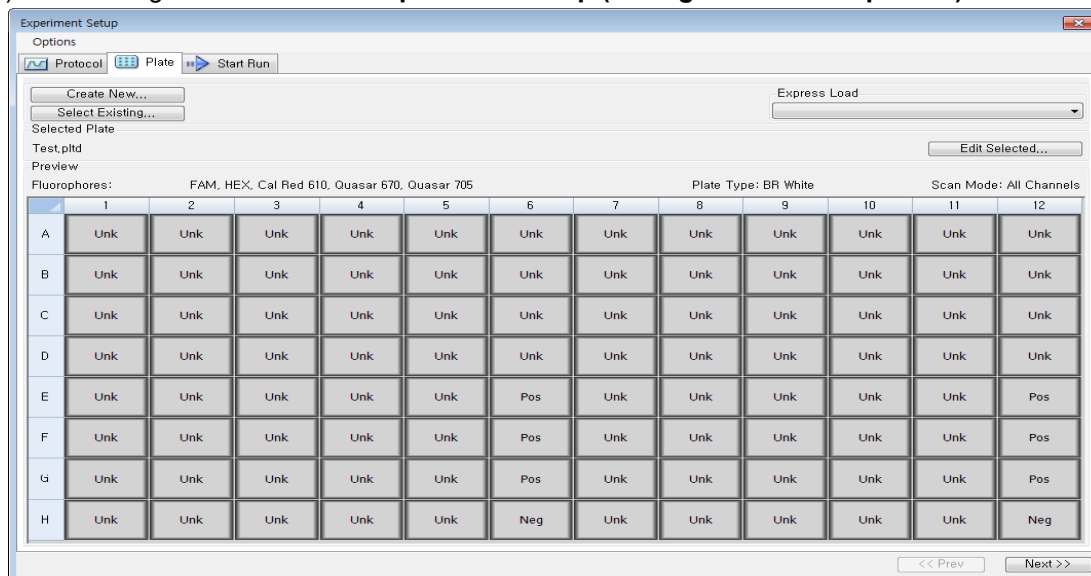 Experiment Setup
Options
Protocol Plate Start Run
Create New... Express Load
Select Existing...
Selected Plate
Test.pltd Edit Selected...
Preview
Fluorophores: FAM, HEX, Cal Red 610, Quasar 670, Quasar 705 Plate Type: BR White Scan Mode: All Channels
1 2 3 4 5 6 7 8 9 10 11 12
A Unk Unk Unk Unk Unk Unk Unk Unk Unk Unk Unk Unk
B Unk Unk Unk Unk Unk Unk Unk Unk Unk Unk Unk Unk
C Unk Unk Unk Unk Unk Unk Unk Unk Unk Unk Unk Unk
D Unk Unk Unk Unk Unk Unk Unk Unk Unk Unk Unk Unk
E Unk Unk Unk Unk Unk Pos Unk Unk Unk Unk Unk Pos
F Unk Unk Unk Unk Unk Pos Unk Unk Unk Unk Unk Pos
G Unk Unk Unk Unk Unk Pos Unk Unk Unk Unk Unk Pos
H Unk Unk Unk Unk Unk Neg Unk Unk Unk Unk Unk Neg
<< Prev Next >>